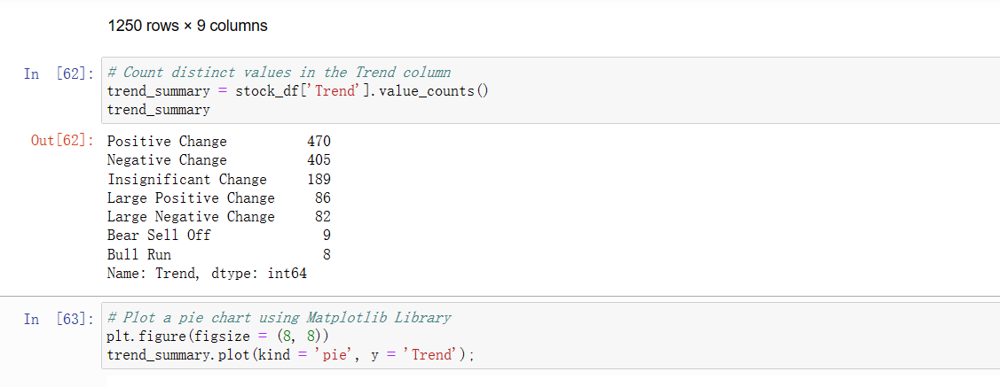 1250 rows × 9 columns
In [62]: # Count distinct values in the Trend column
trend_summary = stock_df['Trend'].value_counts()
trend_summary
Out[62]: Positive Change 470
Negative Change 405
Insignificant Change 189
Large Positive Change 86
Large Negative Change 82
Bear Sell Off 9
Bull Run 8
Name: Trend, dtype: int64
In [63]: # Plot a pie chart using Matplotlib Library
plt.figure(figsize = (8, 8))
trend_summary.plot(kind = 'pie', y = 'Trend');